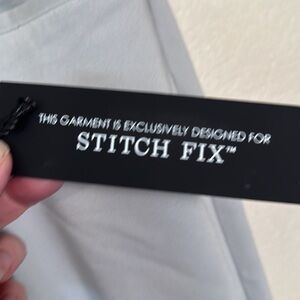 THIS GARMENT IS EXCLUSIVELY DESIGNED FOR
STITCH FIX™